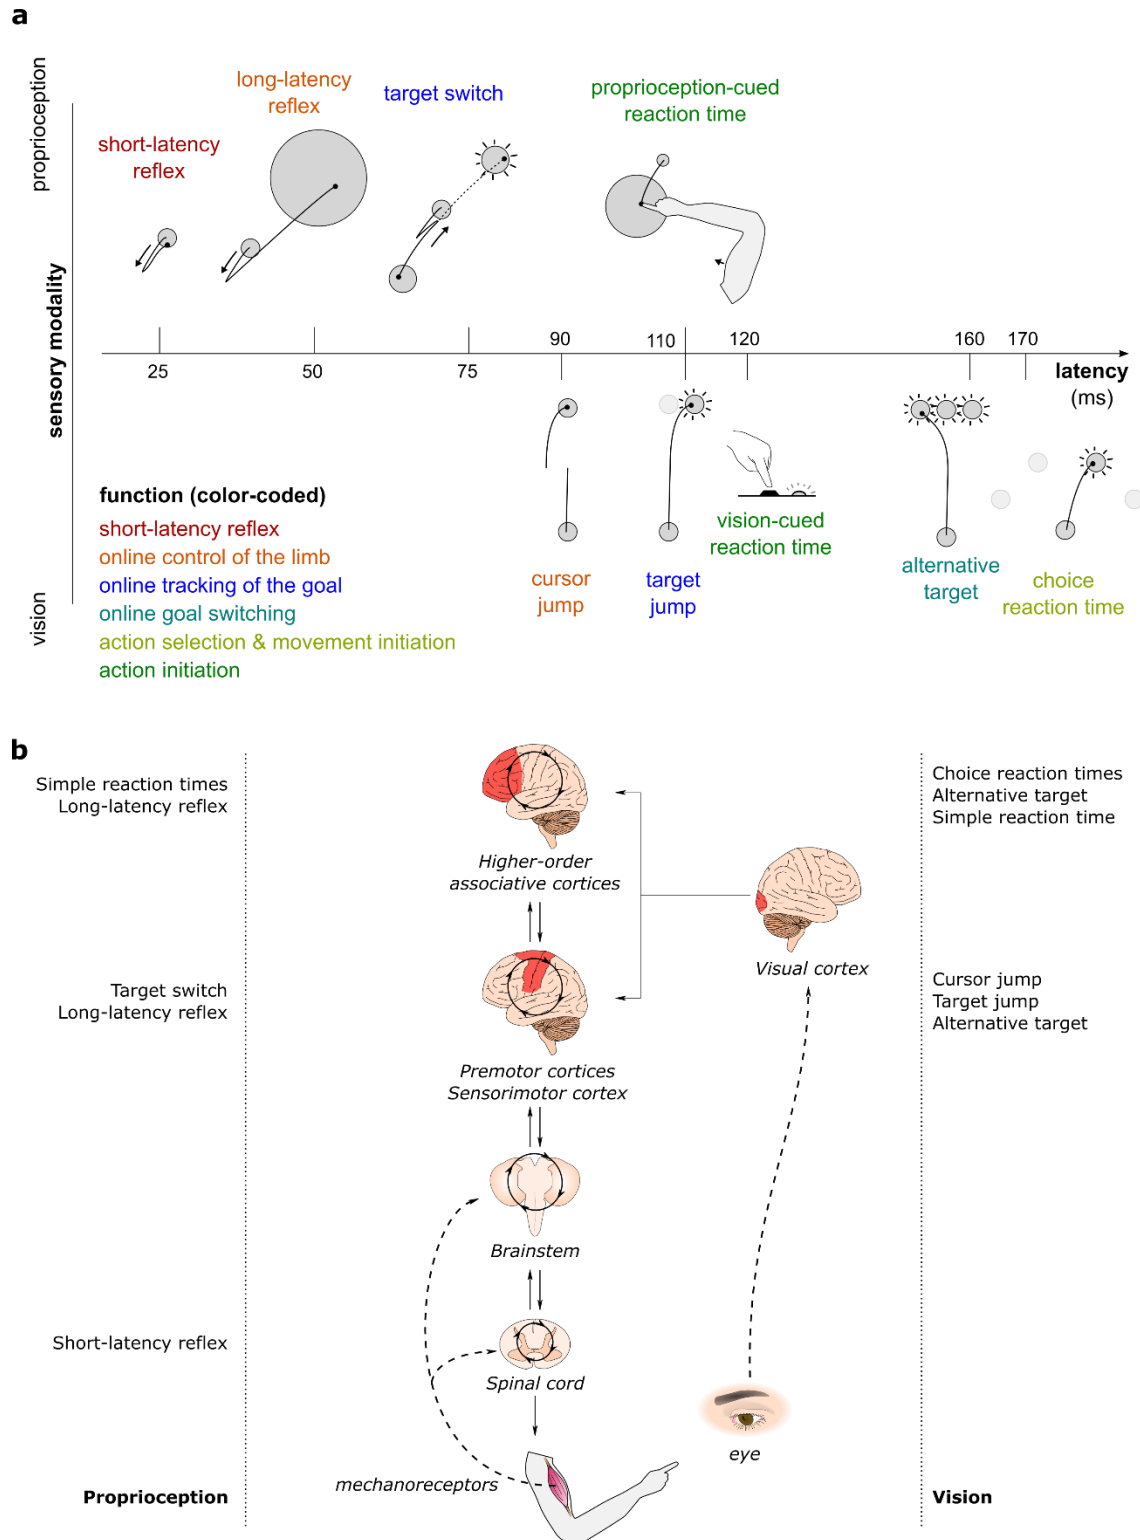 a
proprioception
sensory modality
vision
long-latency
reflex
target switch
proprioception-cued
reaction time
short-latency
reflex
25
50
75
90
110
120
160
170
latency
(ms)
function (color-coded)
short-latency reflex
online control of the limb
online tracking of the goal
online goal switching
action selection & movement initiation
action initiation
cursor
jump
target
jump
vision-cued
reaction time
alternative
target
choice
reaction time
b
Simple reaction times
Long-latency reflex
Higher-order
associative cortices
Choice reaction times
Alternative target
Simple reaction time
Visual cortex
Target switch
Long-latency reflex
Premotor cortices
Sensorimotor cortex
Cursor jump
Target jump
Alternative target
Brainstem
Short-latency reflex
Spinal cord
eye
mechanoreceptors
Proprioception
Vision